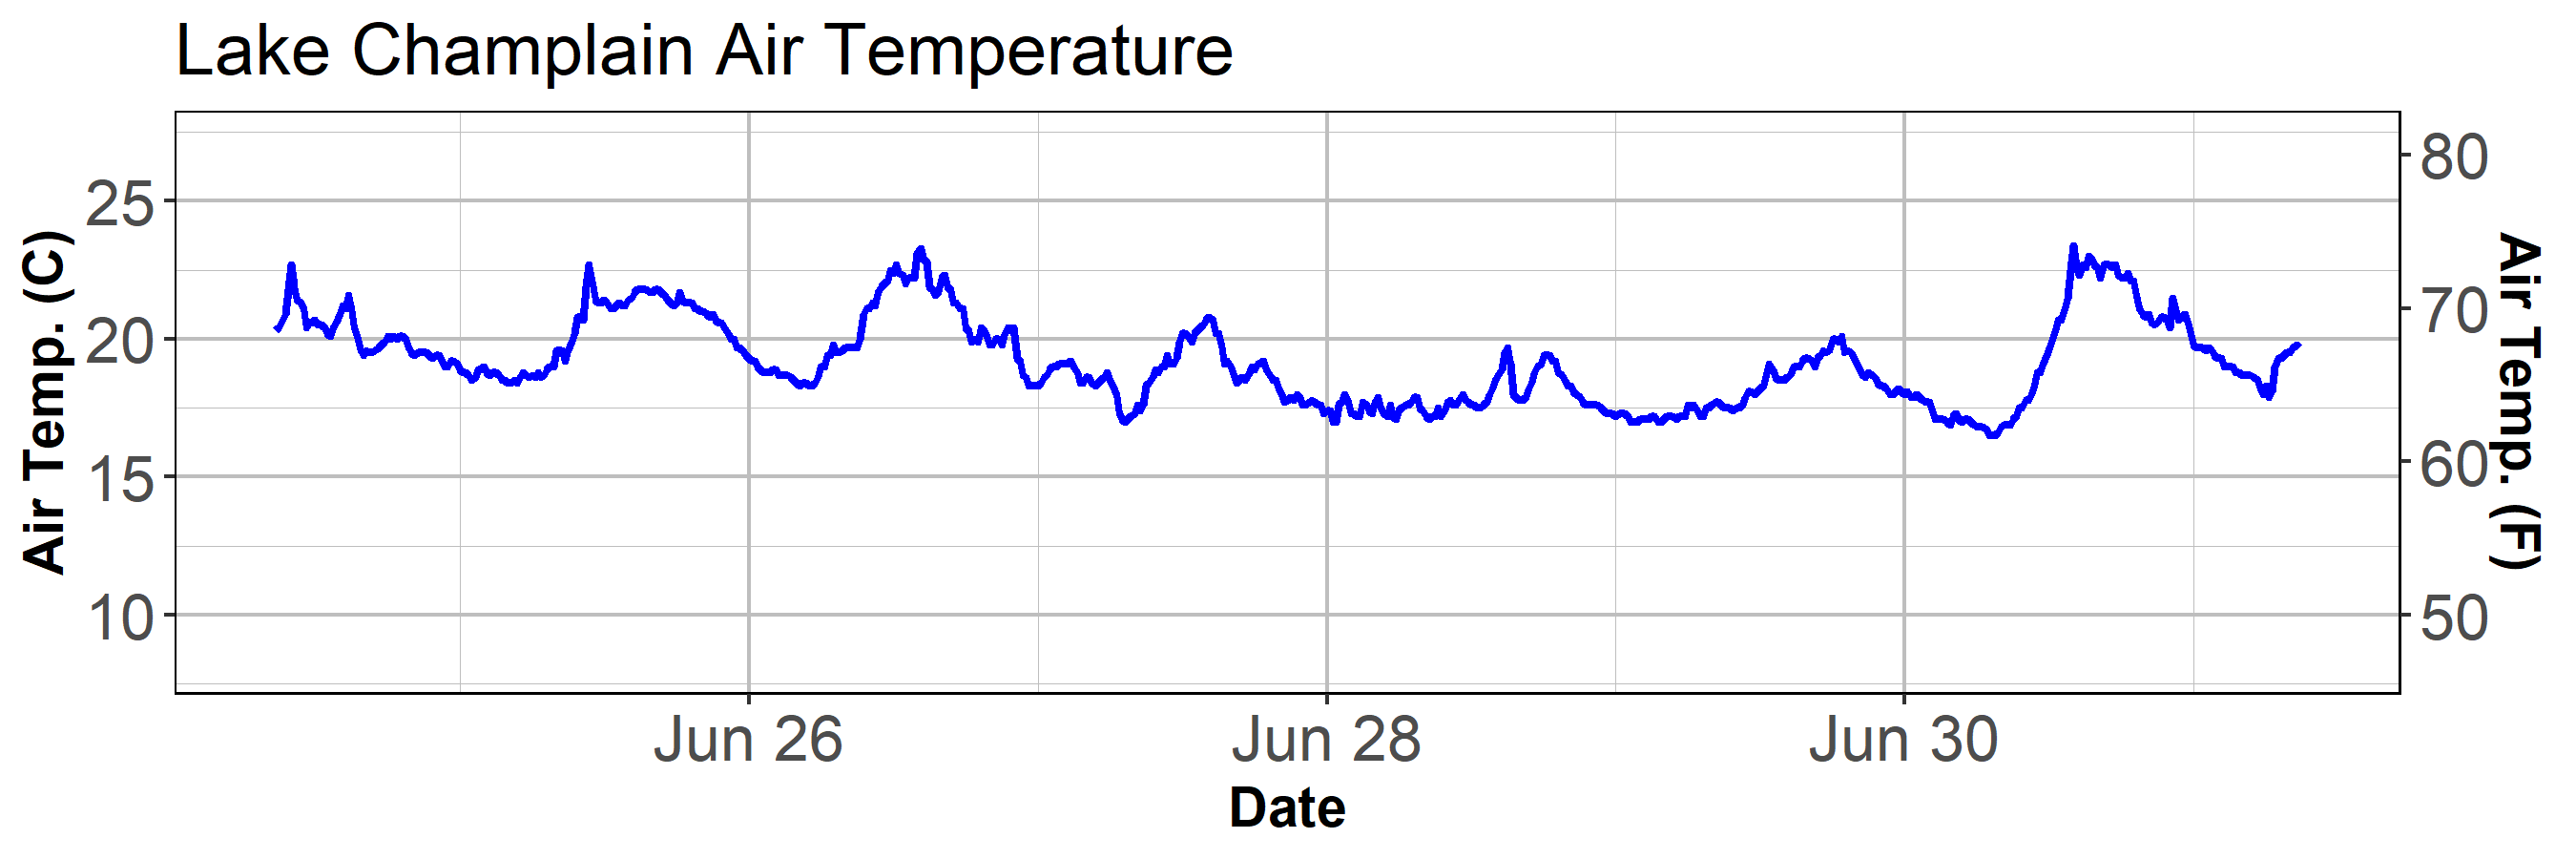 Lake Champlain Air Temperature
Air Temp. (C)
25
20
15
10
80
70
60
50
Air Temp. (F)
Jun 26 Jun 28 Jun 30
Date